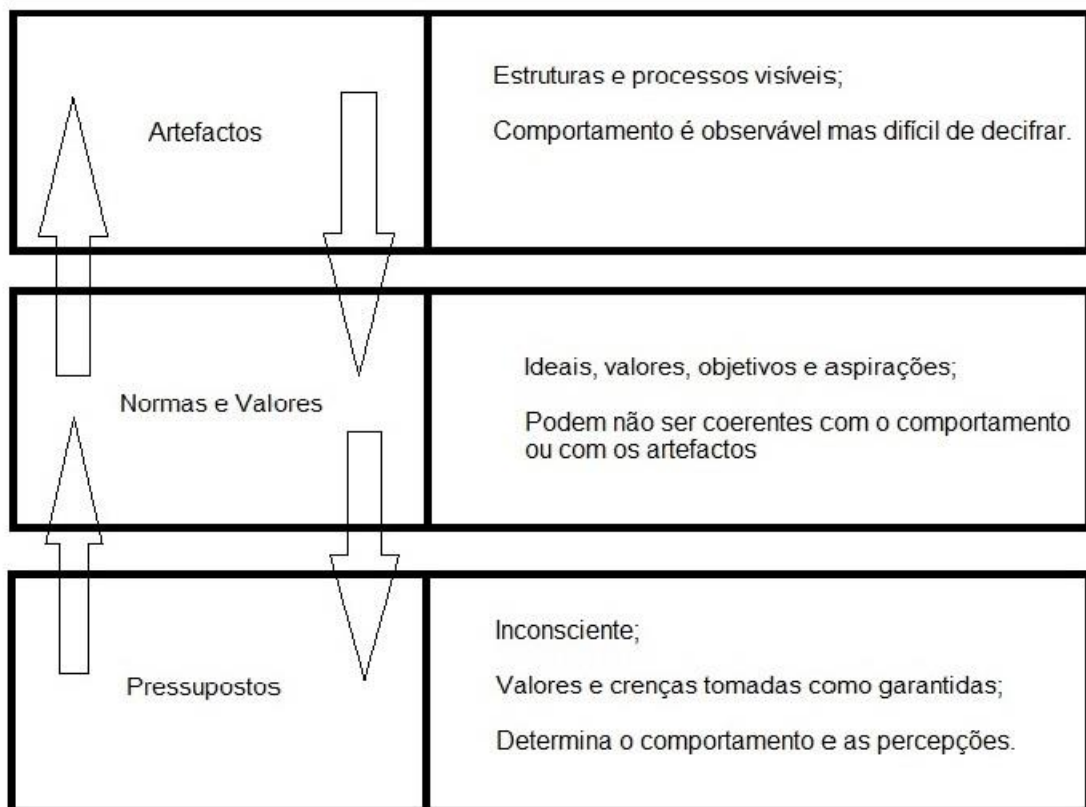 Artefactos
Estruturas e processos visíveis;
Comportamento é observável mas difícil de decifrar.
Normas e Valores
Ideais, valores, objetivos e aspirações;
Podem não ser coerentes com o comportamento
ou com os artefactos
Pressupostos
Inconsciente;
Valores e crenças tomadas como garantidas;
Determina o comportamento e as percepções.